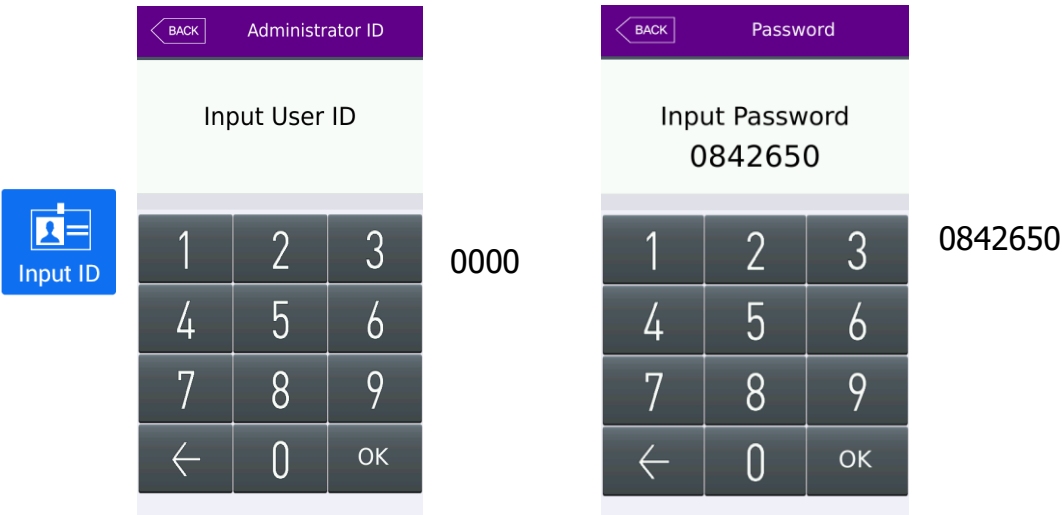 Input ID
BACK Administrator ID
Input User ID
1 2 3
4 5 6
7 8 9
← 0 OK
0000
BACK Password
Input Password
0842650
1 2 3
4 5 6
7 8 9
← 0 OK
0842650